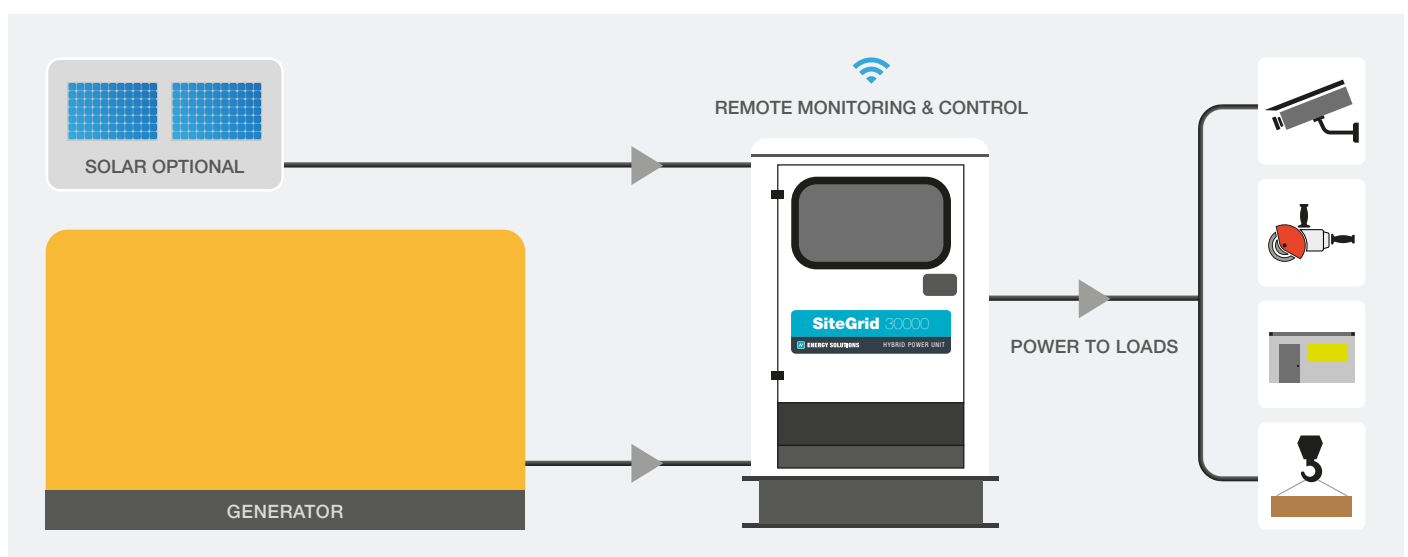 SOLAR OPTIONAL
REMOTE MONITORING & CONTROL
SiteGrid 30000
ENERGY SOLUTIONS HYBRID POWER UNIT
POWER TO LOADS
GENERATOR